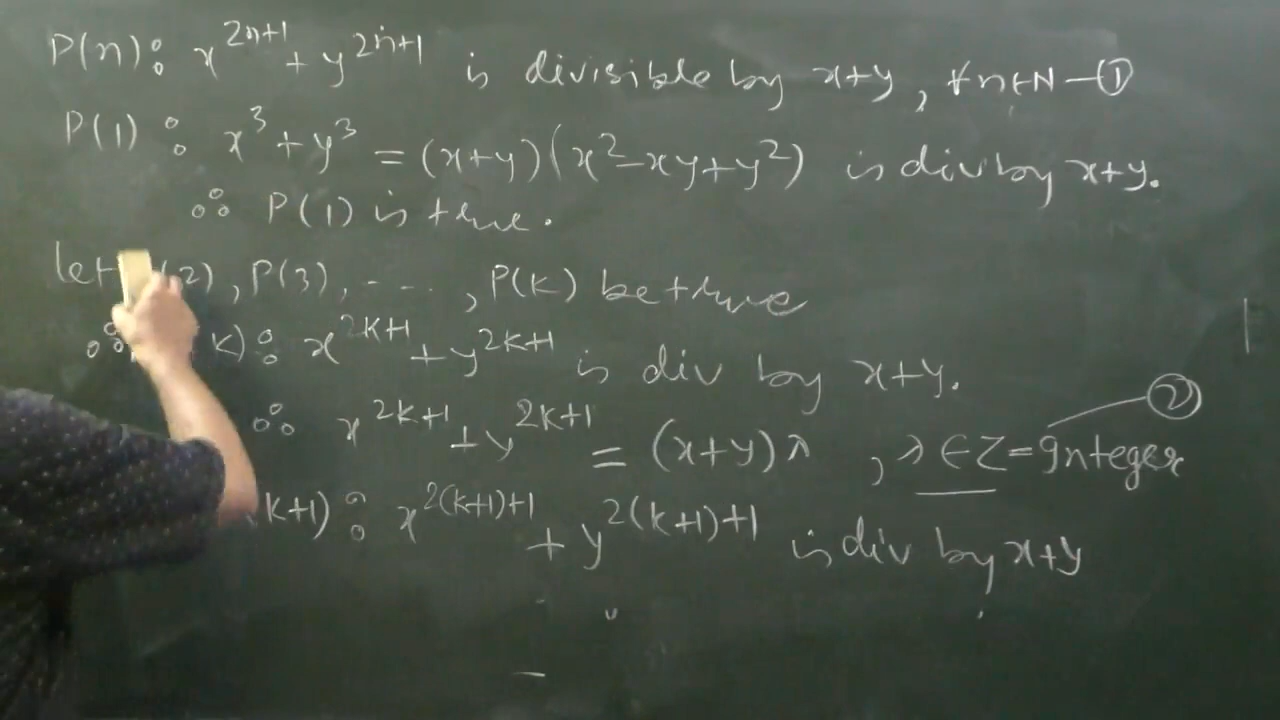 P(n): x^{2n+1} + y^{2n+1} is divisible by x+y, ∀ n∈N —①
P(1): x^3 + y^3 = (x+y)(x^2-xy+y^2) is div by x+y.
∴ P(1) is true.
let (2), P(3), - - - , P(k) be true
∴ k): x^{2k+1} + y^{2k+1} is div by x+y.
∴ x^{2k+1} + y^{2k+1} = (x+y)λ , λ ∈ Z = Integer ②
k+1): x^{2(k+1)+1} + y^{2(k+1)+1} is div by x+y